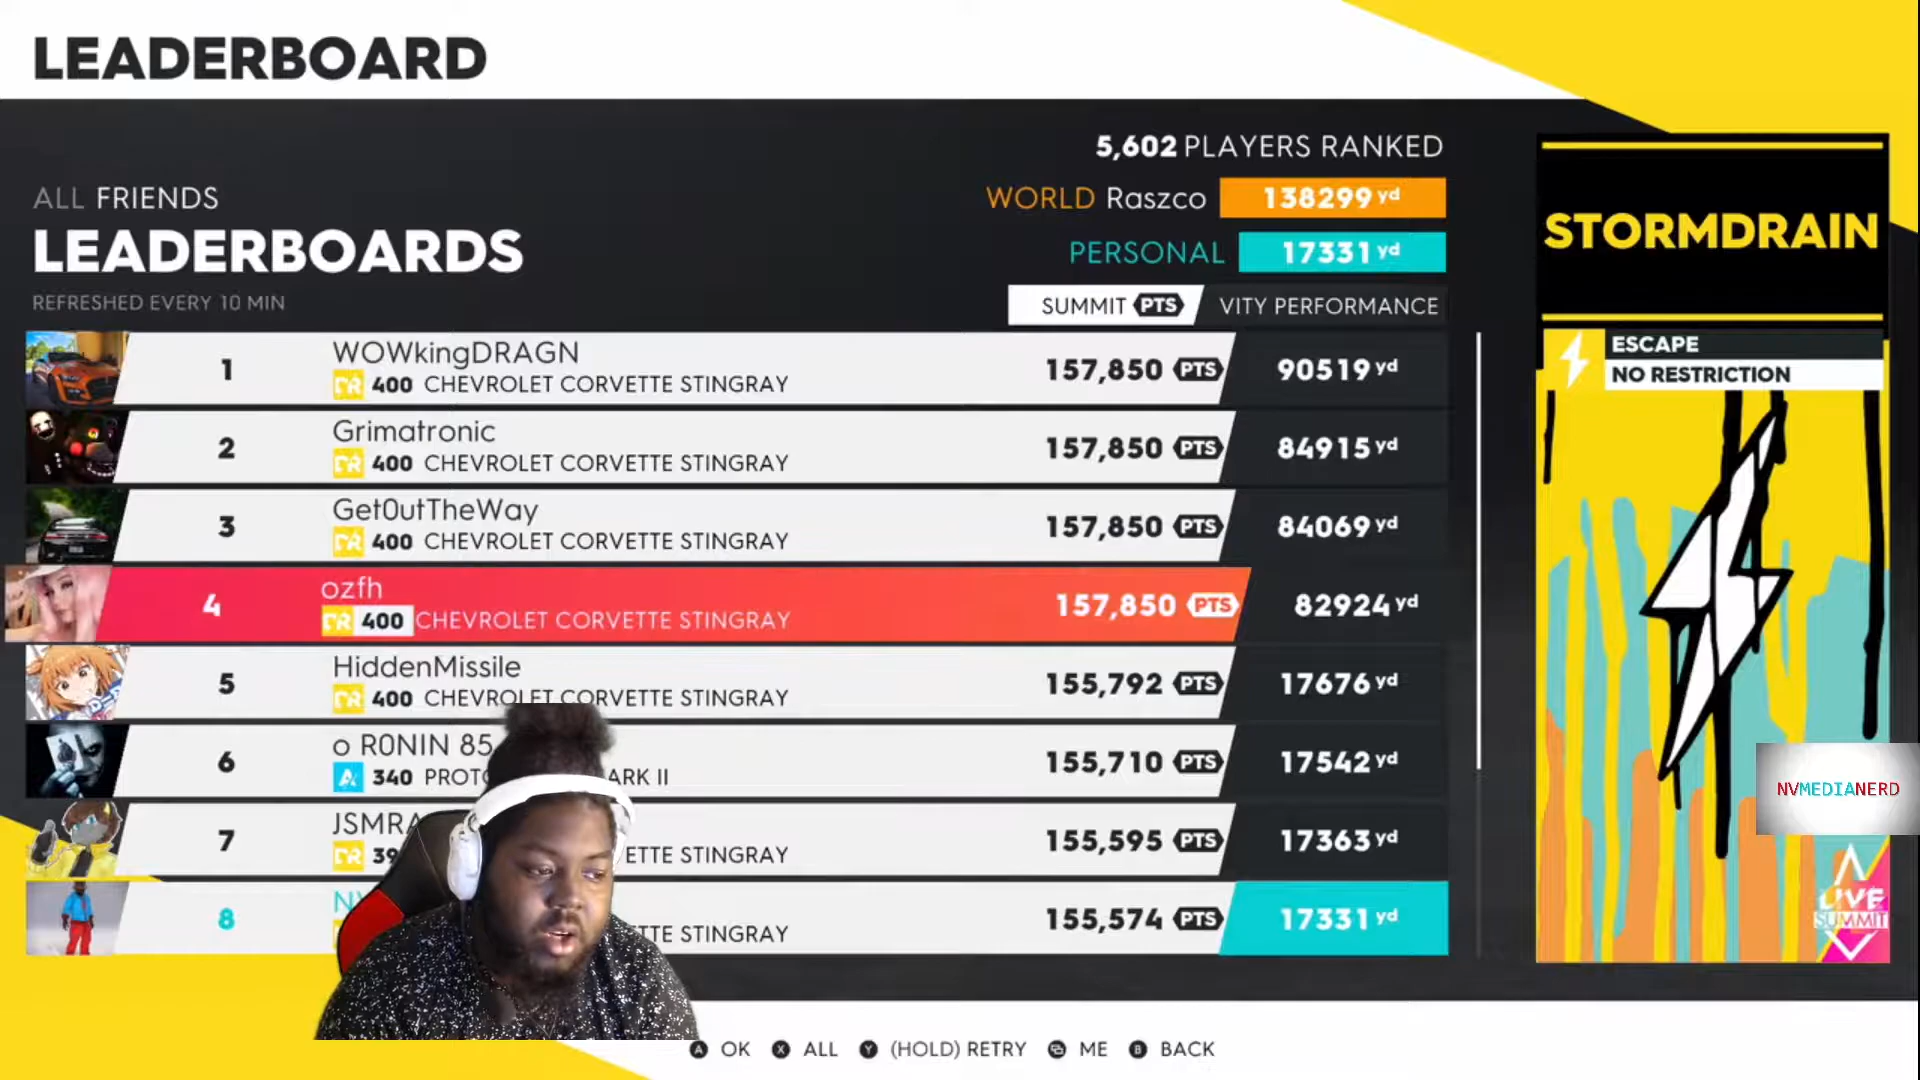 LEADERBOARD
5,602 PLAYERS RANKED
ALL FRIENDS
WORLD Raszco 138299 yd
LEADERBOARDS
PERSONAL 17331 yd
REFRESHED EVERY 10 MIN
SUMMIT PTS VITY PERFORMANCE
1 WOWkingDRAGN 157,850 PTS 90519 yd
400 CHEVROLET CORVETTE STINGRAY
2 Grimatronic 157,850 PTS 84915 yd
400 CHEVROLET CORVETTE STINGRAY
3 Get0utTheWay 157,850 PTS 84069 yd
400 CHEVROLET CORVETTE STINGRAY
4 ozfh 157,850 PTS 82924 yd
400 CHEVROLET CORVETTE STINGRAY
5 HiddenMissile 155,792 PTS 17676 yd
400 CHEVROLET CORVETTE STINGRAY
6 o R0NIN 85 155,710 PTS 17542 yd
340 PROTO ARK II
7 JSMRA 155,595 PTS 17363 yd
39 ETTE STINGRAY
8 155,574 PTS 17331 yd
TTE STINGRAY
STORMDRAIN
ESCAPE
NO RESTRICTION
NVMEDIANERD
LIVE
SUMMIT
A OK X ALL Y (HOLD) RETRY ME B BACK